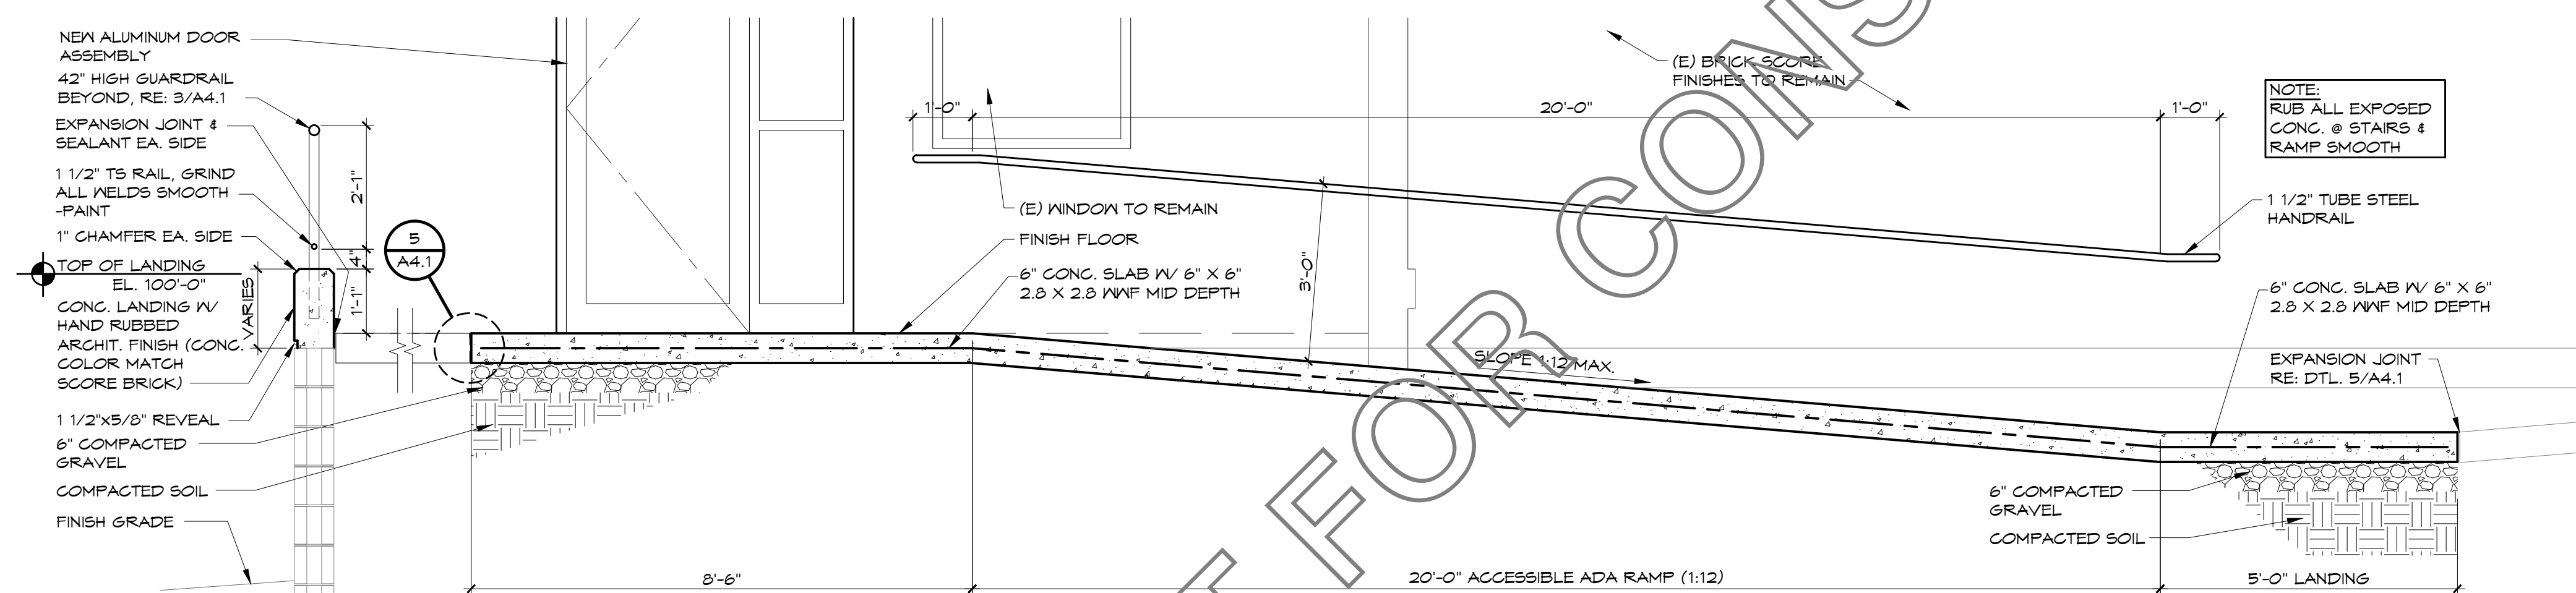 NEW ALUMINUM DOOR
ASSEMBLY
42" HIGH GUARDRAIL
BEYOND, RE: 3/A4.1
EXPANSION JOINT &
SEALANT EA. SIDE
1 1/2" TS RAIL, GRIND
ALL WELDS SMOOTH
-PAINT
1" CHAMFER EA. SIDE
TOP OF LANDING
EL. 100'-0"
CONC. LANDING W/
HAND RUBBED
ARCHIT. FINISH (CONC.
COLOR MATCH
SCORE BRICK)
1 1/2"x5/8" REVEAL
6" COMPACTED
GRAVEL
COMPACTED SOIL
FINISH GRADE
VARIES
2'-1"
4"
1'-1"
5
A4.1
8'-6"
1'-0"
20'-0"
1'-0"
(E) BRICK SCORE
FINISHES TO REMAIN
(E) WINDOW TO REMAIN
FINISH FLOOR
6" CONC. SLAB W/ 6" X 6"
2.8 X 2.8 WWF MID DEPTH
3'-0"
SLOPE 1:12 MAX.
20'-0" ACCESSIBLE ADA RAMP (1:12)
NOTE:
RUB ALL EXPOSED
CONC. @ STAIRS &
RAMP SMOOTH
1 1/2" TUBE STEEL
HANDRAIL
6" CONC. SLAB W/ 6" X 6"
2.8 X 2.8 WWF MID DEPTH
EXPANSION JOINT
RE: DTL. 5/A4.1
6" COMPACTED
GRAVEL
COMPACTED SOIL
5'-0" LANDING
T FOR CONS